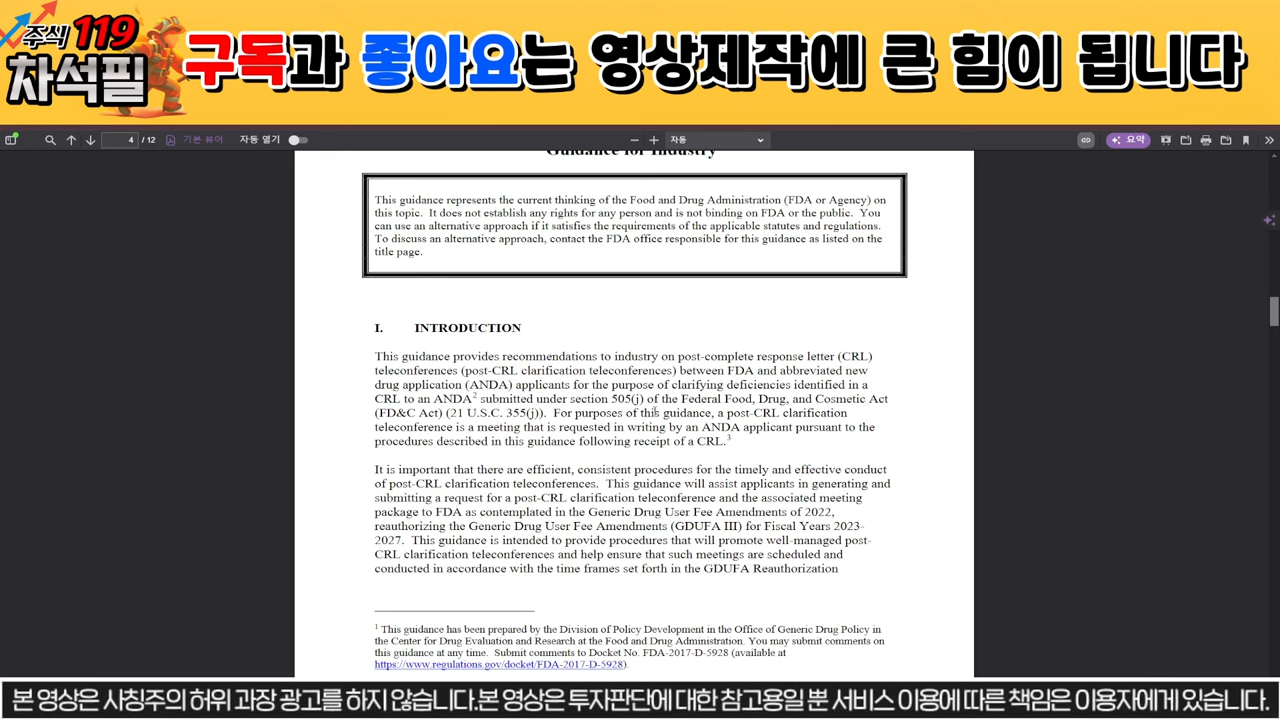 주식 119
차석필
구독과 좋아요는 영상제작에 큰 힘이 됩니다
4 / 12 기본 뷰어 자동 열기 자동 요약
Guidance for Industry
This guidance represents the current thinking of the Food and Drug Administration (FDA or Agency) on
this topic. It does not establish any rights for any person and is not binding on FDA or the public. You
can use an alternative approach if it satisfies the requirements of the applicable statutes and regulations.
To discuss an alternative approach, contact the FDA office responsible for this guidance as listed on the
title page.
I. INTRODUCTION
This guidance provides recommendations to industry on post-complete response letter (CRL)
teleconferences (post-CRL clarification teleconferences) between FDA and abbreviated new
drug application (ANDA) applicants for the purpose of clarifying deficiencies identified in a
CRL to an ANDA2 submitted under section 505(j) of the Federal Food, Drug, and Cosmetic Act
(FD&C Act) (21 U.S.C. 355(j)). For purposes of this guidance, a post-CRL clarification
teleconference is a meeting that is requested in writing by an ANDA applicant pursuant to the
procedures described in this guidance following receipt of a CRL.3
It is important that there are efficient, consistent procedures for the timely and effective conduct
of post-CRL clarification teleconferences. This guidance will assist applicants in generating and
submitting a request for a post-CRL clarification teleconference and the associated meeting
package to FDA as contemplated in the Generic Drug User Fee Amendments of 2022,
reauthorizing the Generic Drug User Fee Amendments (GDUFA III) for Fiscal Years 2023-
2027. This guidance is intended to provide procedures that will promote well-managed post-
CRL clarification teleconferences and help ensure that such meetings are scheduled and
conducted in accordance with the time frames set forth in the GDUFA Reauthorization
1 This guidance has been prepared by the Division of Policy Development in the Office of Generic Drug Policy in
the Center for Drug Evaluation and Research at the Food and Drug Administration. You may submit comments on
this guidance at any time. Submit comments to Docket No. FDA-2017-D-5928 (available at
https://www.regulations.gov/docket/FDA-2017-D-5928).
본 영상은 사칭주의 허위 과장 광고를 하지 않습니다.본 영상은 투자판단에 대한 참고용일 뿐 서비스 이용에 따른 책임은 이용자에게 있습니다.